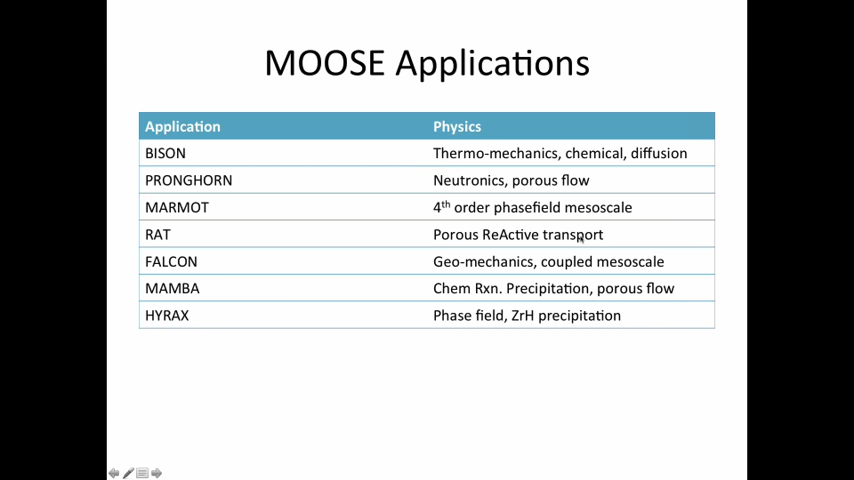 MOOSE Applications
Application Physics
BISON Thermo-mechanics, chemical, diffusion
PRONGHORN Neutronics, porous flow
MARMOT 4th order phasefield mesoscale
RAT Porous ReActive transport
FALCON Geo-mechanics, coupled mesoscale
MAMBA Chem Rxn. Precipitation, porous flow
HYRAX Phase field, ZrH precipitation